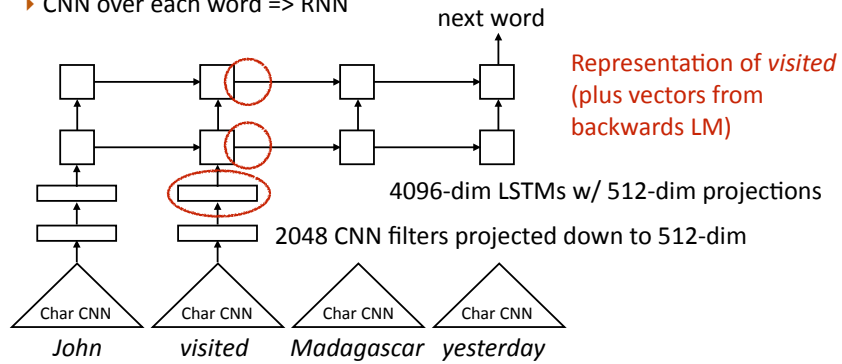 CNN over each word => RNN
next word
Representation of visited
(plus vectors from
backwards LM)
4096-dim LSTMs w/ 512-dim projections
2048 CNN filters projected down to 512-dim
Char CNN Char CNN Char CNN Char CNN
John visited Madagascar yesterday